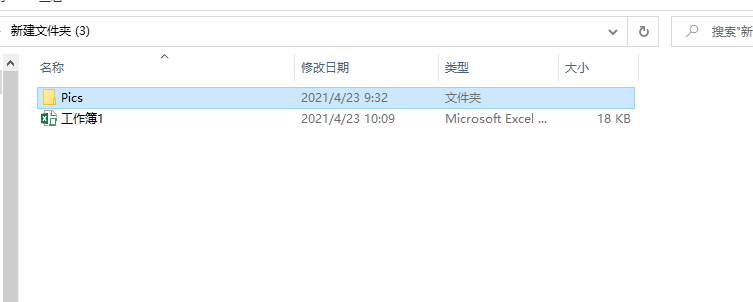 新建文件夹 (3)
搜索"新
名称 修改日期 类型 大小
Pics 2021/4/23 9:32 文件夹
工作簿1 2021/4/23 10:09 Microsoft Excel ... 18 KB